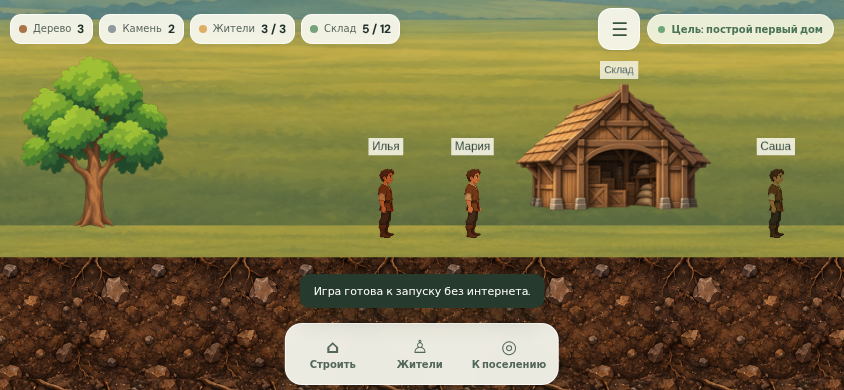 Дерево 3
Камень 2
Жители 3 / 3
Склад 5 / 12
Цель: построй первый дом
Склад
Илья
Мария
Саша
Игра готова к запуску без интернета.
Строить
Жители
К поселению